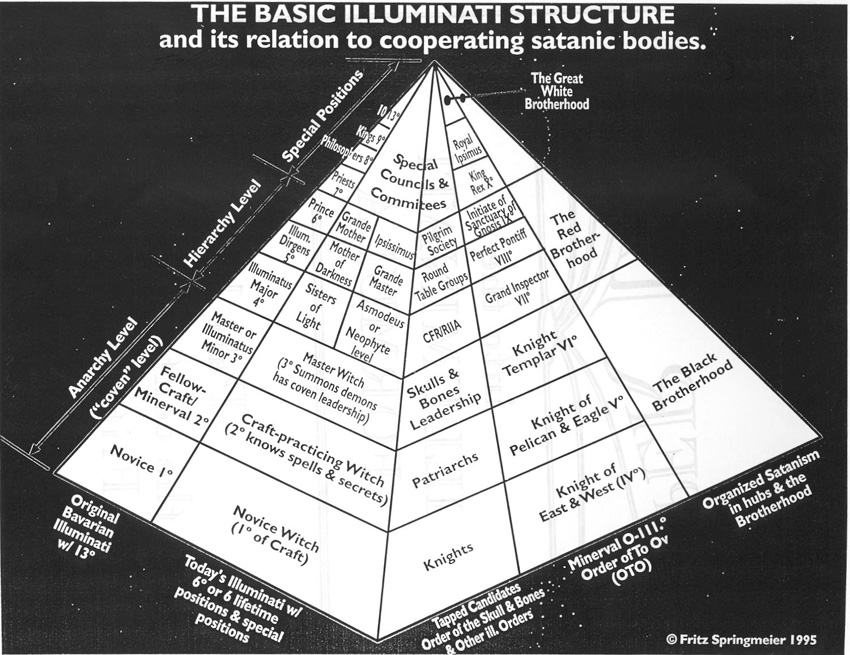 THE BASIC ILLUMINATI STRUCTURE
and its relation to cooperating satanic bodies.
The Great
White
Brotherhood
Special Positions
Hierarchy Level
Anarchy Level
("coven" level)
13°
Kings 9°
Philosophers 8°
Priests
7°
Prince
6°
Illum.
Dirgens
5°
Illuminatus
Major
4°
Master or
Illuminatus
Minor 3°
Fellow-
Craft/
Minerval 2°
Novice 1°
Special
Councils &
Committees
Grande
Mother
Ipsissimus
Mother
of
Darkness
Grande
Master
Sisters
of
Light
Asmodeus
or
Neophyte
level
Master Witch
(3° Summons demons
has coven leadership)
Craft-practicing Witch
(2° knows spells & secrets)
Novice Witch
(1° of Craft)
Pilgrim
Society
Round
Table Groups
CFR/RIIA
Skulls &
Bones
Leadership
Patriarchs
Knights
Royal
Ipsimus
King
Rex X°
Initiate of
Sanctuary of
Gnosis IX°
Perfect Pontiff
VIII°
Grand Inspector
VII°
Knight
Templar VI°
Knight of
Pelican & Eagle V°
Knight of
East & West (IV°)
The
Red
Brother-
hood
The Black
Brotherhood
Original
Bavarian
Illuminati
w/ 13°
Today's Illuminati w/
6° or 6 lifetime
positions & special
positions
Tapped Candidates
Order of the Skull & Bones
& Other ill. Orders
Minerval O-111.°
Order of To Ov
(OTO)
Organized Satanism
in hubs & the
Brotherhood
© Fritz Springmeier 1995